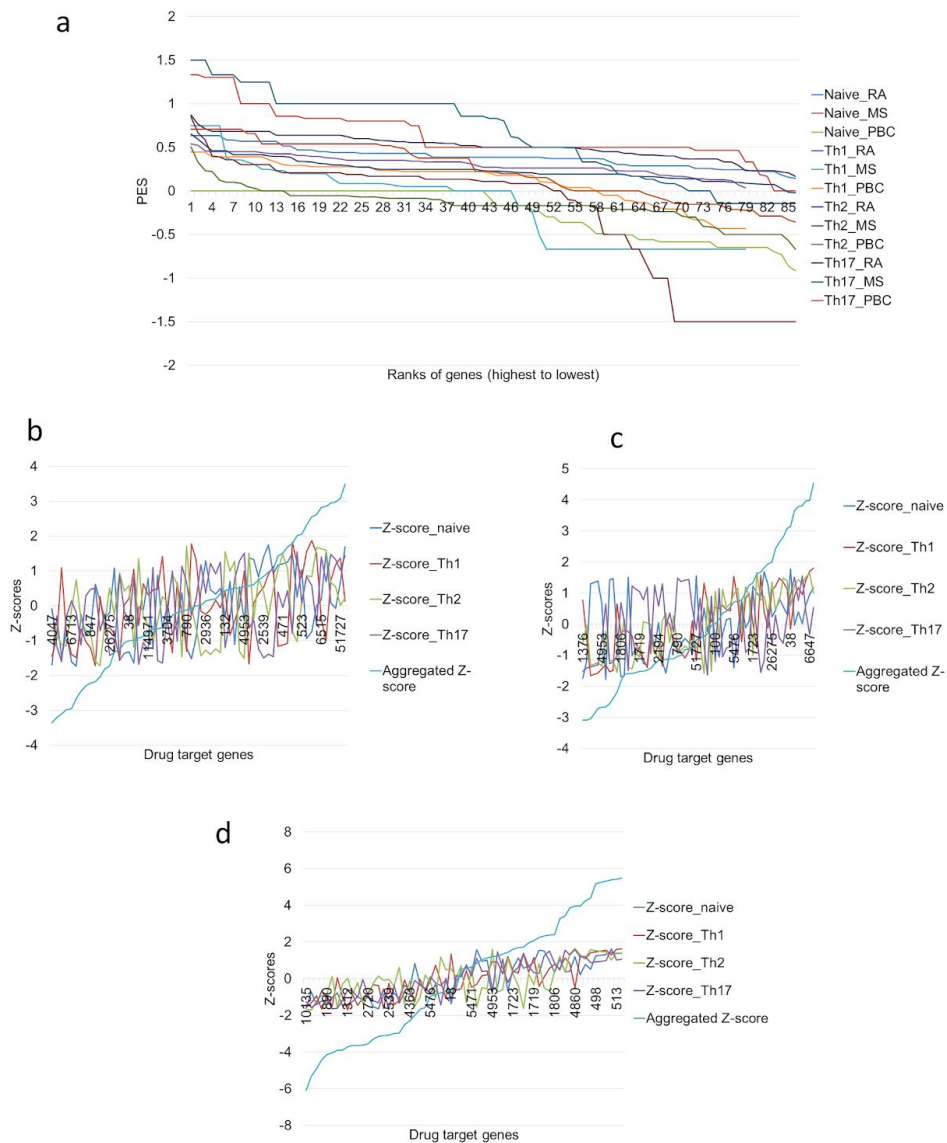 a
2
1.5
1
0.5
0
-0.5
-1
-1.5
-2
PES
1 4 7 10 13 16 19 22 25 28 31 34 37 40 43 46 49 52 55 58 61 64 67 70 73 76 79 82 85
Ranks of genes (highest to lowest)
Naive_RA
Naive_MS
Naive_PBC
Th1_RA
Th1_MS
Th1_PBC
Th2_RA
Th2_MS
Th2_PBC
Th17_RA
Th17_MS
Th17_PBC
b
4
3
2
1
0
-1
-2
-3
-4
Z-scores
4047 6713 847 26275 38 114971 3704 790 2936 132 4953 2539 471 523 6515 51727
Drug target genes
Z-score_naive
Z-score_Th1
Z-score_Th2
Z-score_Th17
Aggregated Z-
score
c
5
4
3
2
1
0
-1
-2
-3
-4
Z-scores
1376 4953 1806 1719 2194 790 51727 100 5476 1723 26275 38 6647
Drug target genes
Z-score_naive
Z-score_Th1
Z-score_Th2
Z-score_Th17
Aggregated Z-
score
d
8
6
4
2
0
-2
-4
-6
-8
Z-scores
10135 1890 1312 2720 2539 4363 5476 18 5471 4953 1723 1719 1806 4860 498 513
Drug target genes
Z-score_naive
Z-score_Th1
Z-score_Th2
Z-score_Th17
Aggregated Z-score